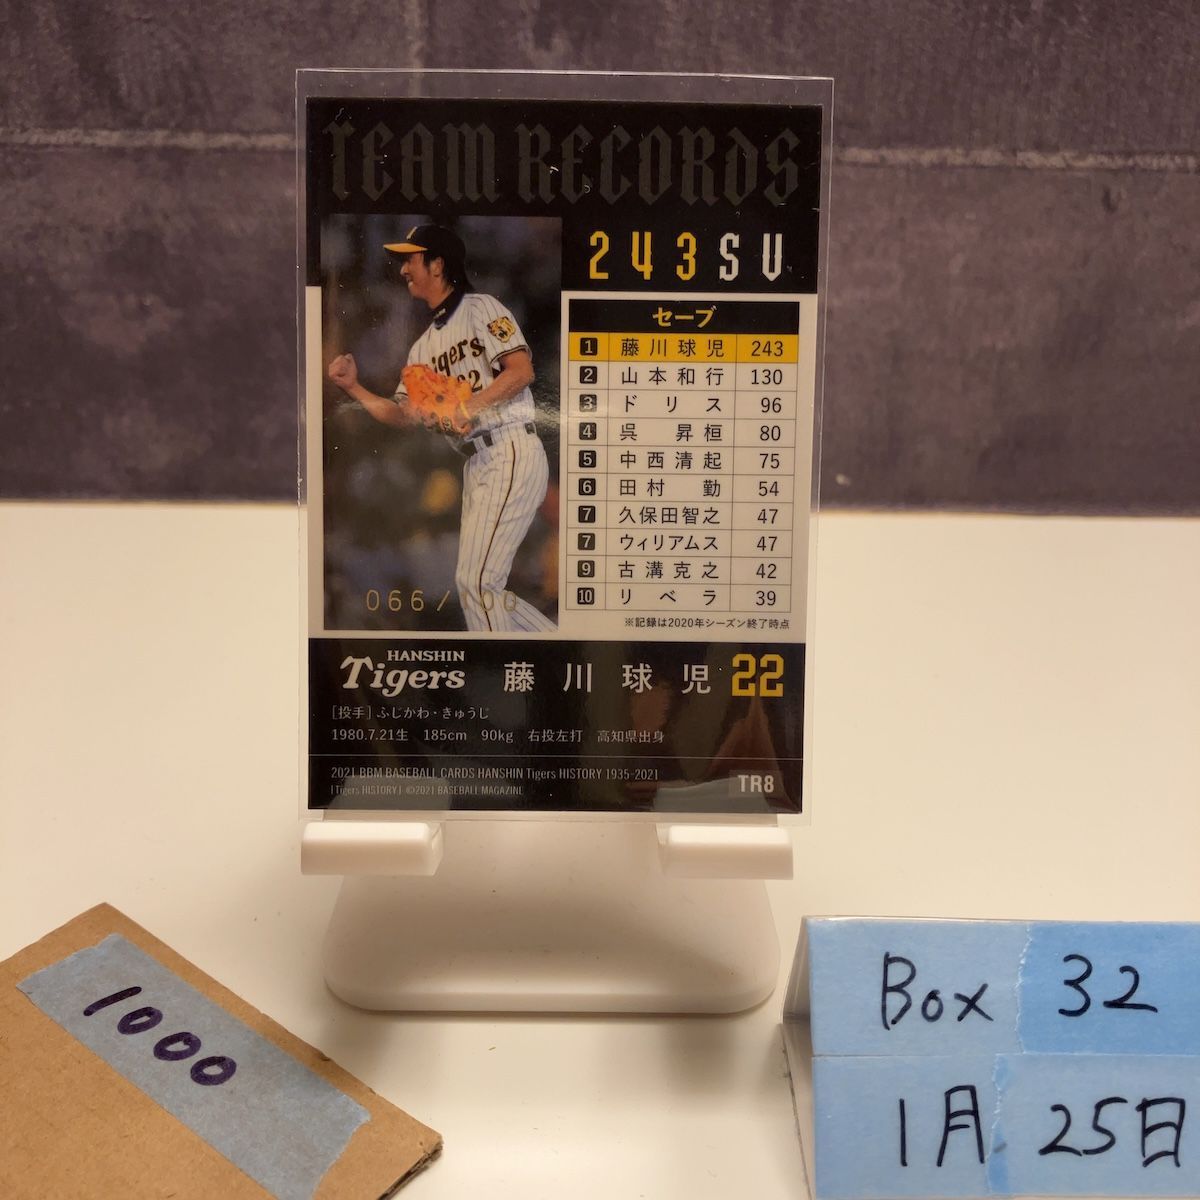 TEAM RECORDS
243SV
セーブ
1 藤川球児 243
2 山本和行 130
3 ドリス 96
4 呉昇桓 80
5 中西清起 75
6 田村勤 54
7 久保田智之 47
7 ウィリアムス 47
9 古溝克之 42
10 リベラ 39
※記録は2020年シーズン終了時点
Tigers
22
066/100
HANSHIN
Tigers 藤川球児 22
[投手] ふじかわ・きゅうじ
1980.7.21生 185cm 90kg 右投左打 高知県出身
2021 BBM BASEBALL CARDS HANSHIN Tigers HISTORY 1935-2021
[Tigers HISTORY] ©2021 BASEBALL MAGAZINE
TR8
1000
Box 32
1月25日